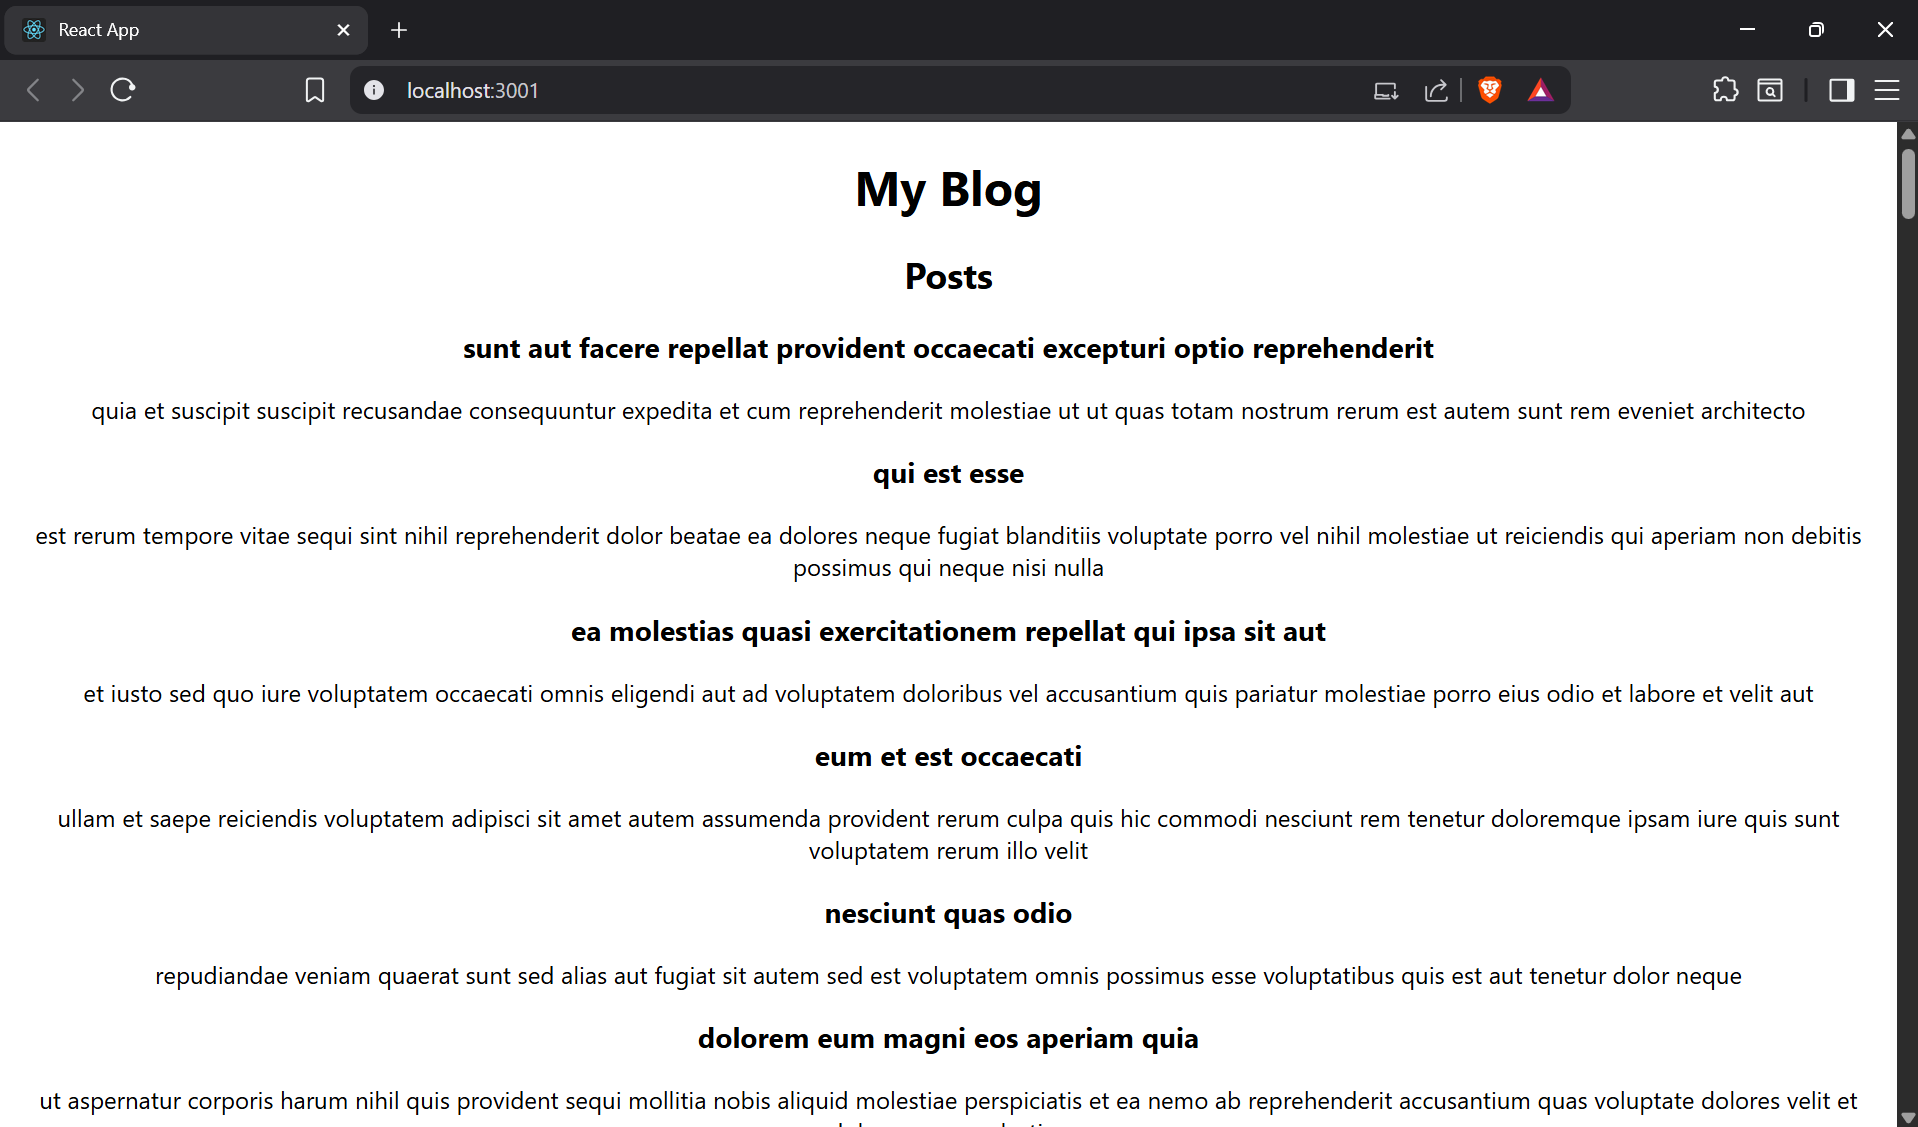 React App
localhost:3001
My Blog
Posts
sunt aut facere repellat provident occaecati excepturi optio reprehenderit
quia et suscipit suscipit recusandae consequuntur expedita et cum reprehenderit molestiae ut ut quas totam nostrum rerum est autem sunt rem eveniet architecto
qui est esse
est rerum tempore vitae sequi sint nihil reprehenderit dolor beatae ea dolores neque fugiat blanditiis voluptate porro vel nihil molestiae ut reiciendis qui aperiam non debitis
possimus qui neque nisi nulla
ea molestias quasi exercitationem repellat qui ipsa sit aut
et iusto sed quo iure voluptatem occaecati omnis eligendi aut ad voluptatem doloribus vel accusantium quis pariatur molestiae porro eius odio et labore et velit aut
eum et est occaecati
ullam et saepe reiciendis voluptatem adipisci sit amet autem assumenda provident rerum culpa quis hic commodi nesciunt rem tenetur doloremque ipsam iure quis sunt
voluptatem rerum illo velit
nesciunt quas odio
repudiandae veniam quaerat sunt sed alias aut fugiat sit autem sed est voluptatem omnis possimus esse voluptatibus quis est aut tenetur dolor neque
dolorem eum magni eos aperiam quia
ut aspernatur corporis harum nihil quis provident sequi mollitia nobis aliquid molestiae perspiciatis et ea nemo ab reprehenderit accusantium quas voluptate dolores velit et